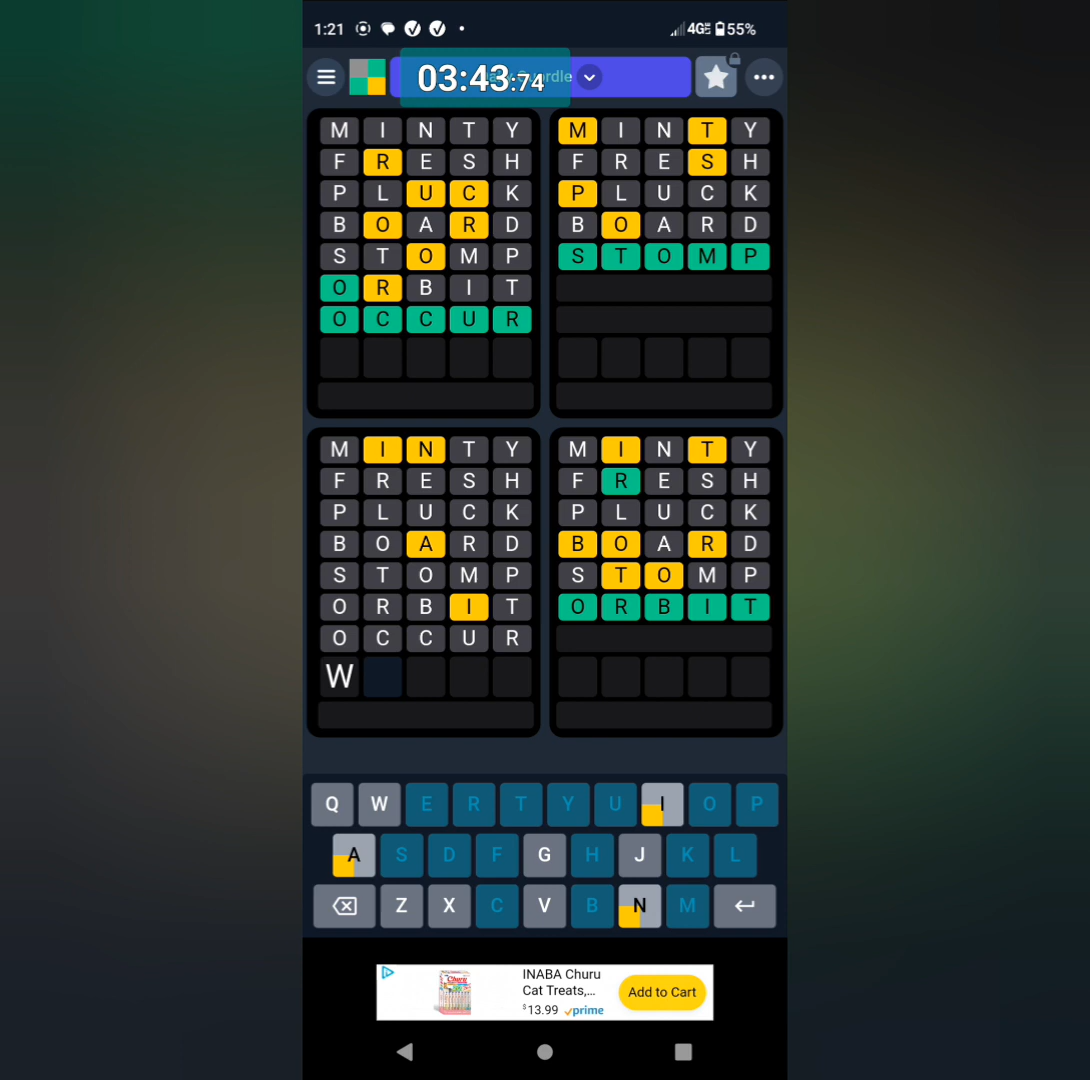 1:21 4G 55%
03:43:74
M I N T Y M I N T Y
F R E S H F R E S H
P L U C K P L U C K
B O A R D B O A R D
S T O M P S T O M P
O R B I T
O C C U R
M I N T Y M I N T Y
F R E S H F R E S H
P L U C K P L U C K
B O A R D B O A R D
S T O M P S T O M P
O R B I T O R B I T
O C C U R
W
Q W E R T Y U I O P
A S D F G H J K L
Z X C V B N M
INABA Churu
Cat Treats,...
$13.99 prime
Add to Cart